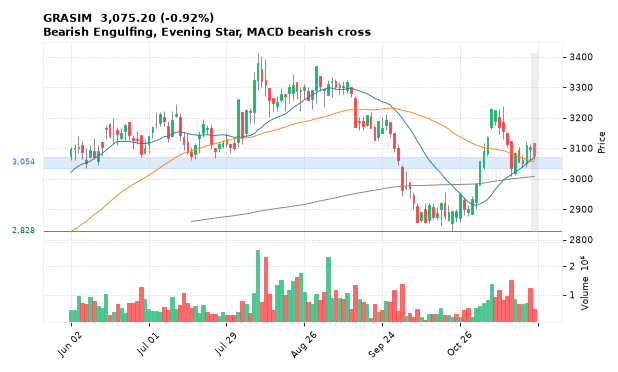 GRASIM  3,075.20 (-0.92%)
Bearish Engulfing, Evening Star, MACD bearish cross
3400
3300
3200
3100
3000
2900
2800
Price
3,054
2,828
2
1
Volume 10⁶
Jun 02
Jul 01
Jul 29
Aug 26
Sep 24
Oct 26